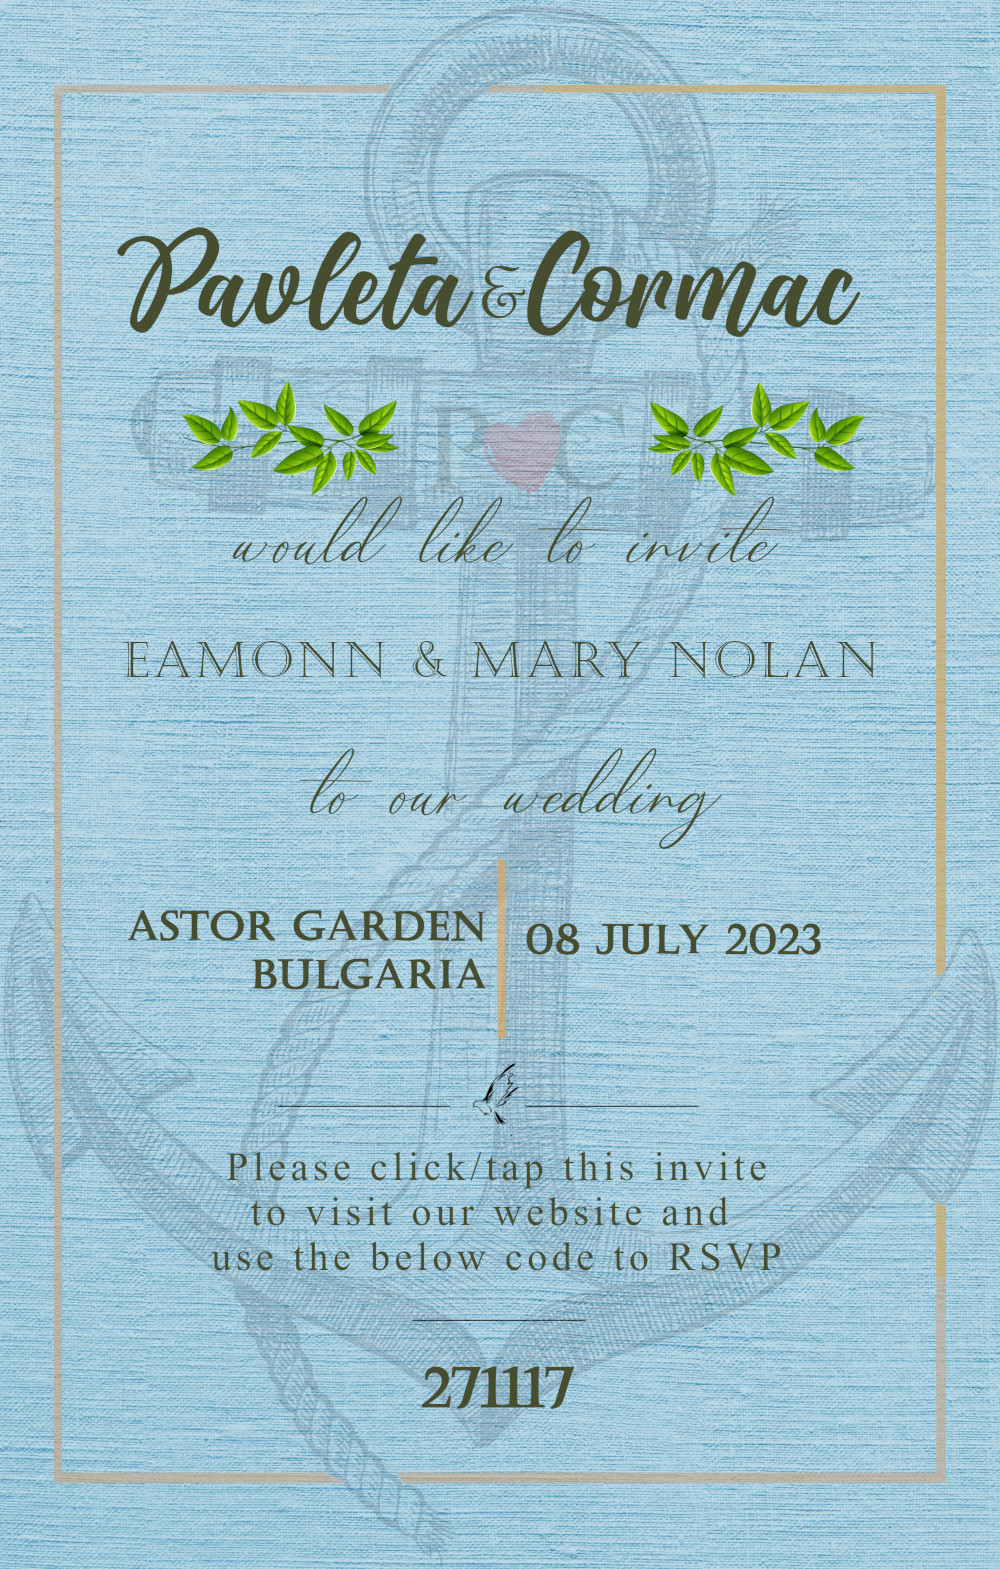 Pavleta & Cormac
P C
would like to invite
EAMONN & MARY NOLAN
to our wedding
ASTOR GARDEN
BULGARIA
08 JULY 2023
Please click/tap this invite
to visit our website and
use the below code to RSVP
271117